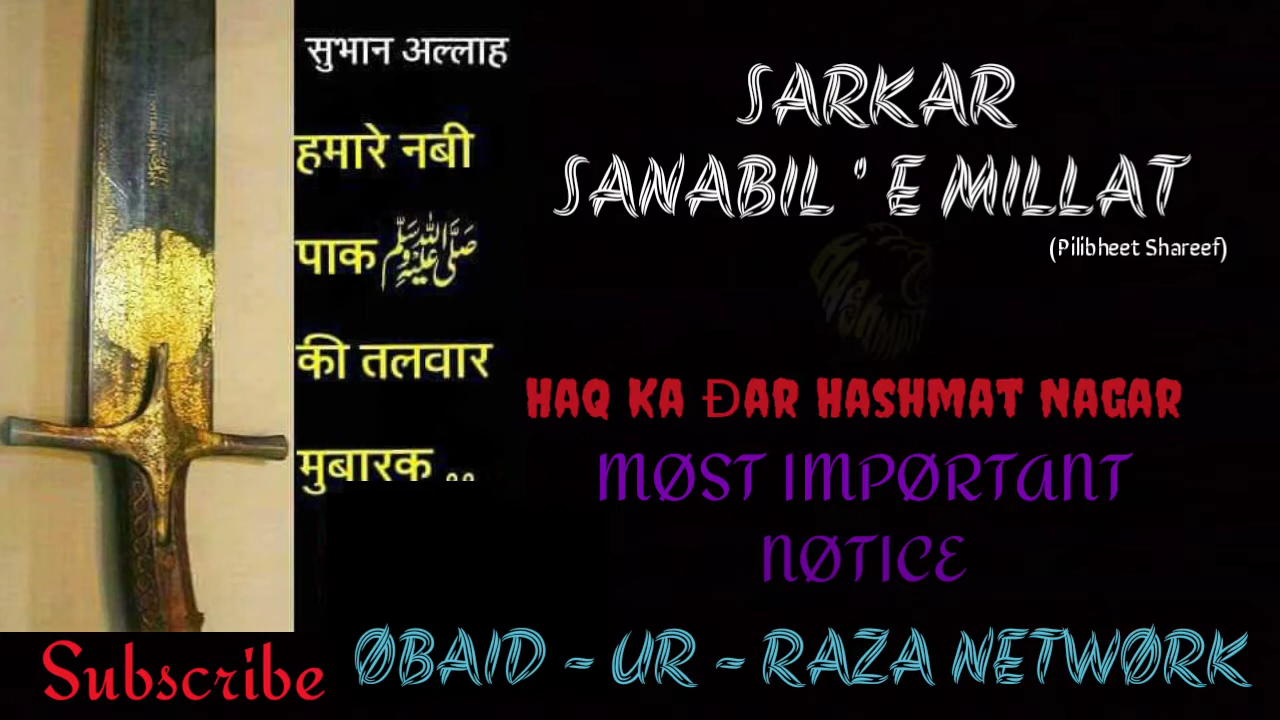 सुभान अल्लाह
हमारे नबी
पाक ﷺ
की तलवार
मुबारक ..
SARKAR
SANABIL ' E MILLAT
(Pilibheet Shareef)
HAQ KA ĐAR HASHMAT NAGAR
MØST IMPØRTANT
NØTICE
Subscribe
ØBAID - UR - RAZA NETWØRK